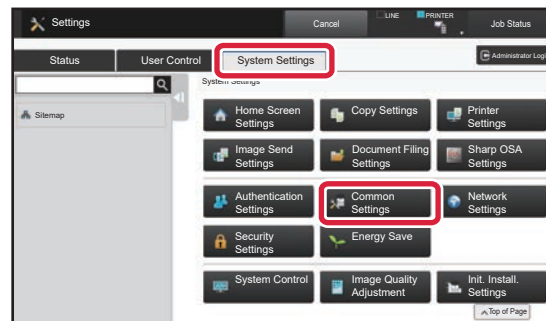 Settings
Cancel
LINE
PRINTER
Job Status
Status
User Control
System Settings
Administrator Logi
System Settings
Sitemap
Home Screen
Settings
Copy Settings
Printer
Settings
Image Send
Settings
Document Filing
Settings
Sharp OSA
Settings
Authentication
Settings
Common
Settings
Network
Settings
Security
Settings
Energy Save
System Control
Image Quality
Adjustment
Init. Install.
Settings
Top of Page